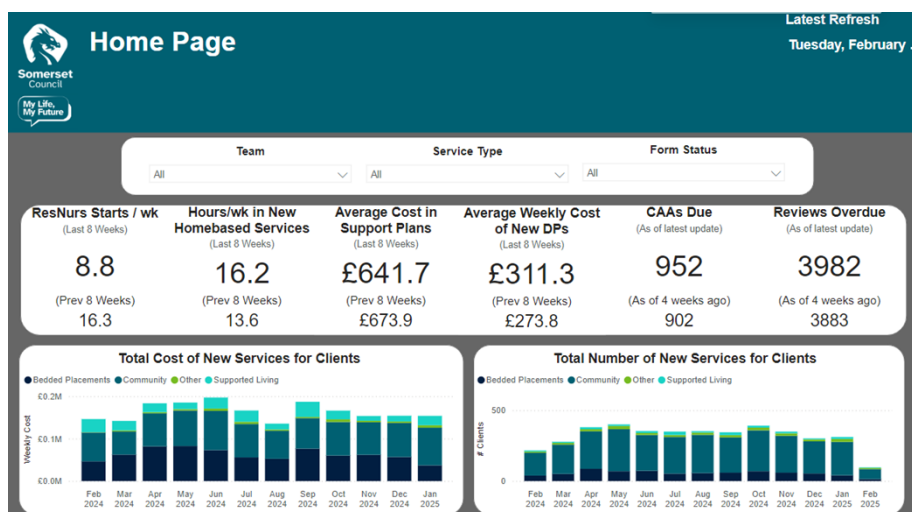 Latest Refresh
Home Page
Tuesday, February .
Somerset
Council
My Life,
My Future
Team
Service Type
Form Status
All
All
All
ResNurs Starts / wk
(Last 8 Weeks)
8.8
(Prev 8 Weeks)
16.3
Hours/wk in New
Homebased Services
(Last 8 Weeks)
16.2
(Prev 8 Weeks)
13.6
Average Cost in
Support Plans
(Last 8 Weeks)
£641.7
(Prev 8 Weeks)
£673.9
Average Weekly Cost
of New DPs
(Last 8 Weeks)
£311.3
(Prev 8 Weeks)
£273.8
CAAs Due
(As of latest update)
952
(As of 4 weeks ago)
902
Reviews Overdue
(As of latest update)
3982
(As of 4 weeks ago)
3883
Total Cost of New Services for Clients
Bedded Placements Community Other Supported Living
Weekly Cost
£0.2M
£0.1M
£0.0M
Feb Mar Apr May Jun Jul Aug Sep Oct Nov Dec Jan
2024 2024 2024 2024 2024 2024 2024 2024 2024 2024 2024 2025
Total Number of New Services for Clients
Bedded Placements Community Other Supported Living
# Clients
500
0
Feb Mar Apr May Jun Jul Aug Sep Oct Nov Dec Jan Feb
2024 2024 2024 2024 2024 2024 2024 2024 2024 2024 2024 2025 2025